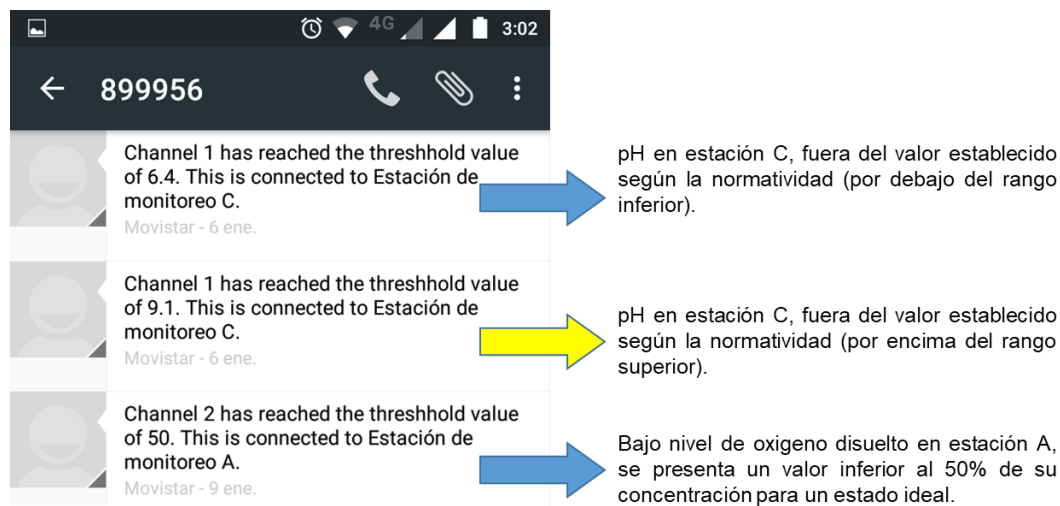 4G 3:02
899956
Channel 1 has reached the threshhold value
of 6.4. This is connected to Estación de
monitoreo C.
Movistar - 6 ene.
pH en estación C, fuera del valor establecido
según la normatividad (por debajo del rango
inferior).
Channel 1 has reached the threshhold value
of 9.1. This is connected to Estación de
monitoreo C.
Movistar - 6 ene.
pH en estación C, fuera del valor establecido
según la normatividad (por encima del rango
superior).
Channel 2 has reached the threshhold value
of 50. This is connected to Estación de
monitoreo A.
Movistar - 9 ene.
Bajo nivel de oxigeno disuelto en estación A,
se presenta un valor inferior al 50% de su
concentración para un estado ideal.